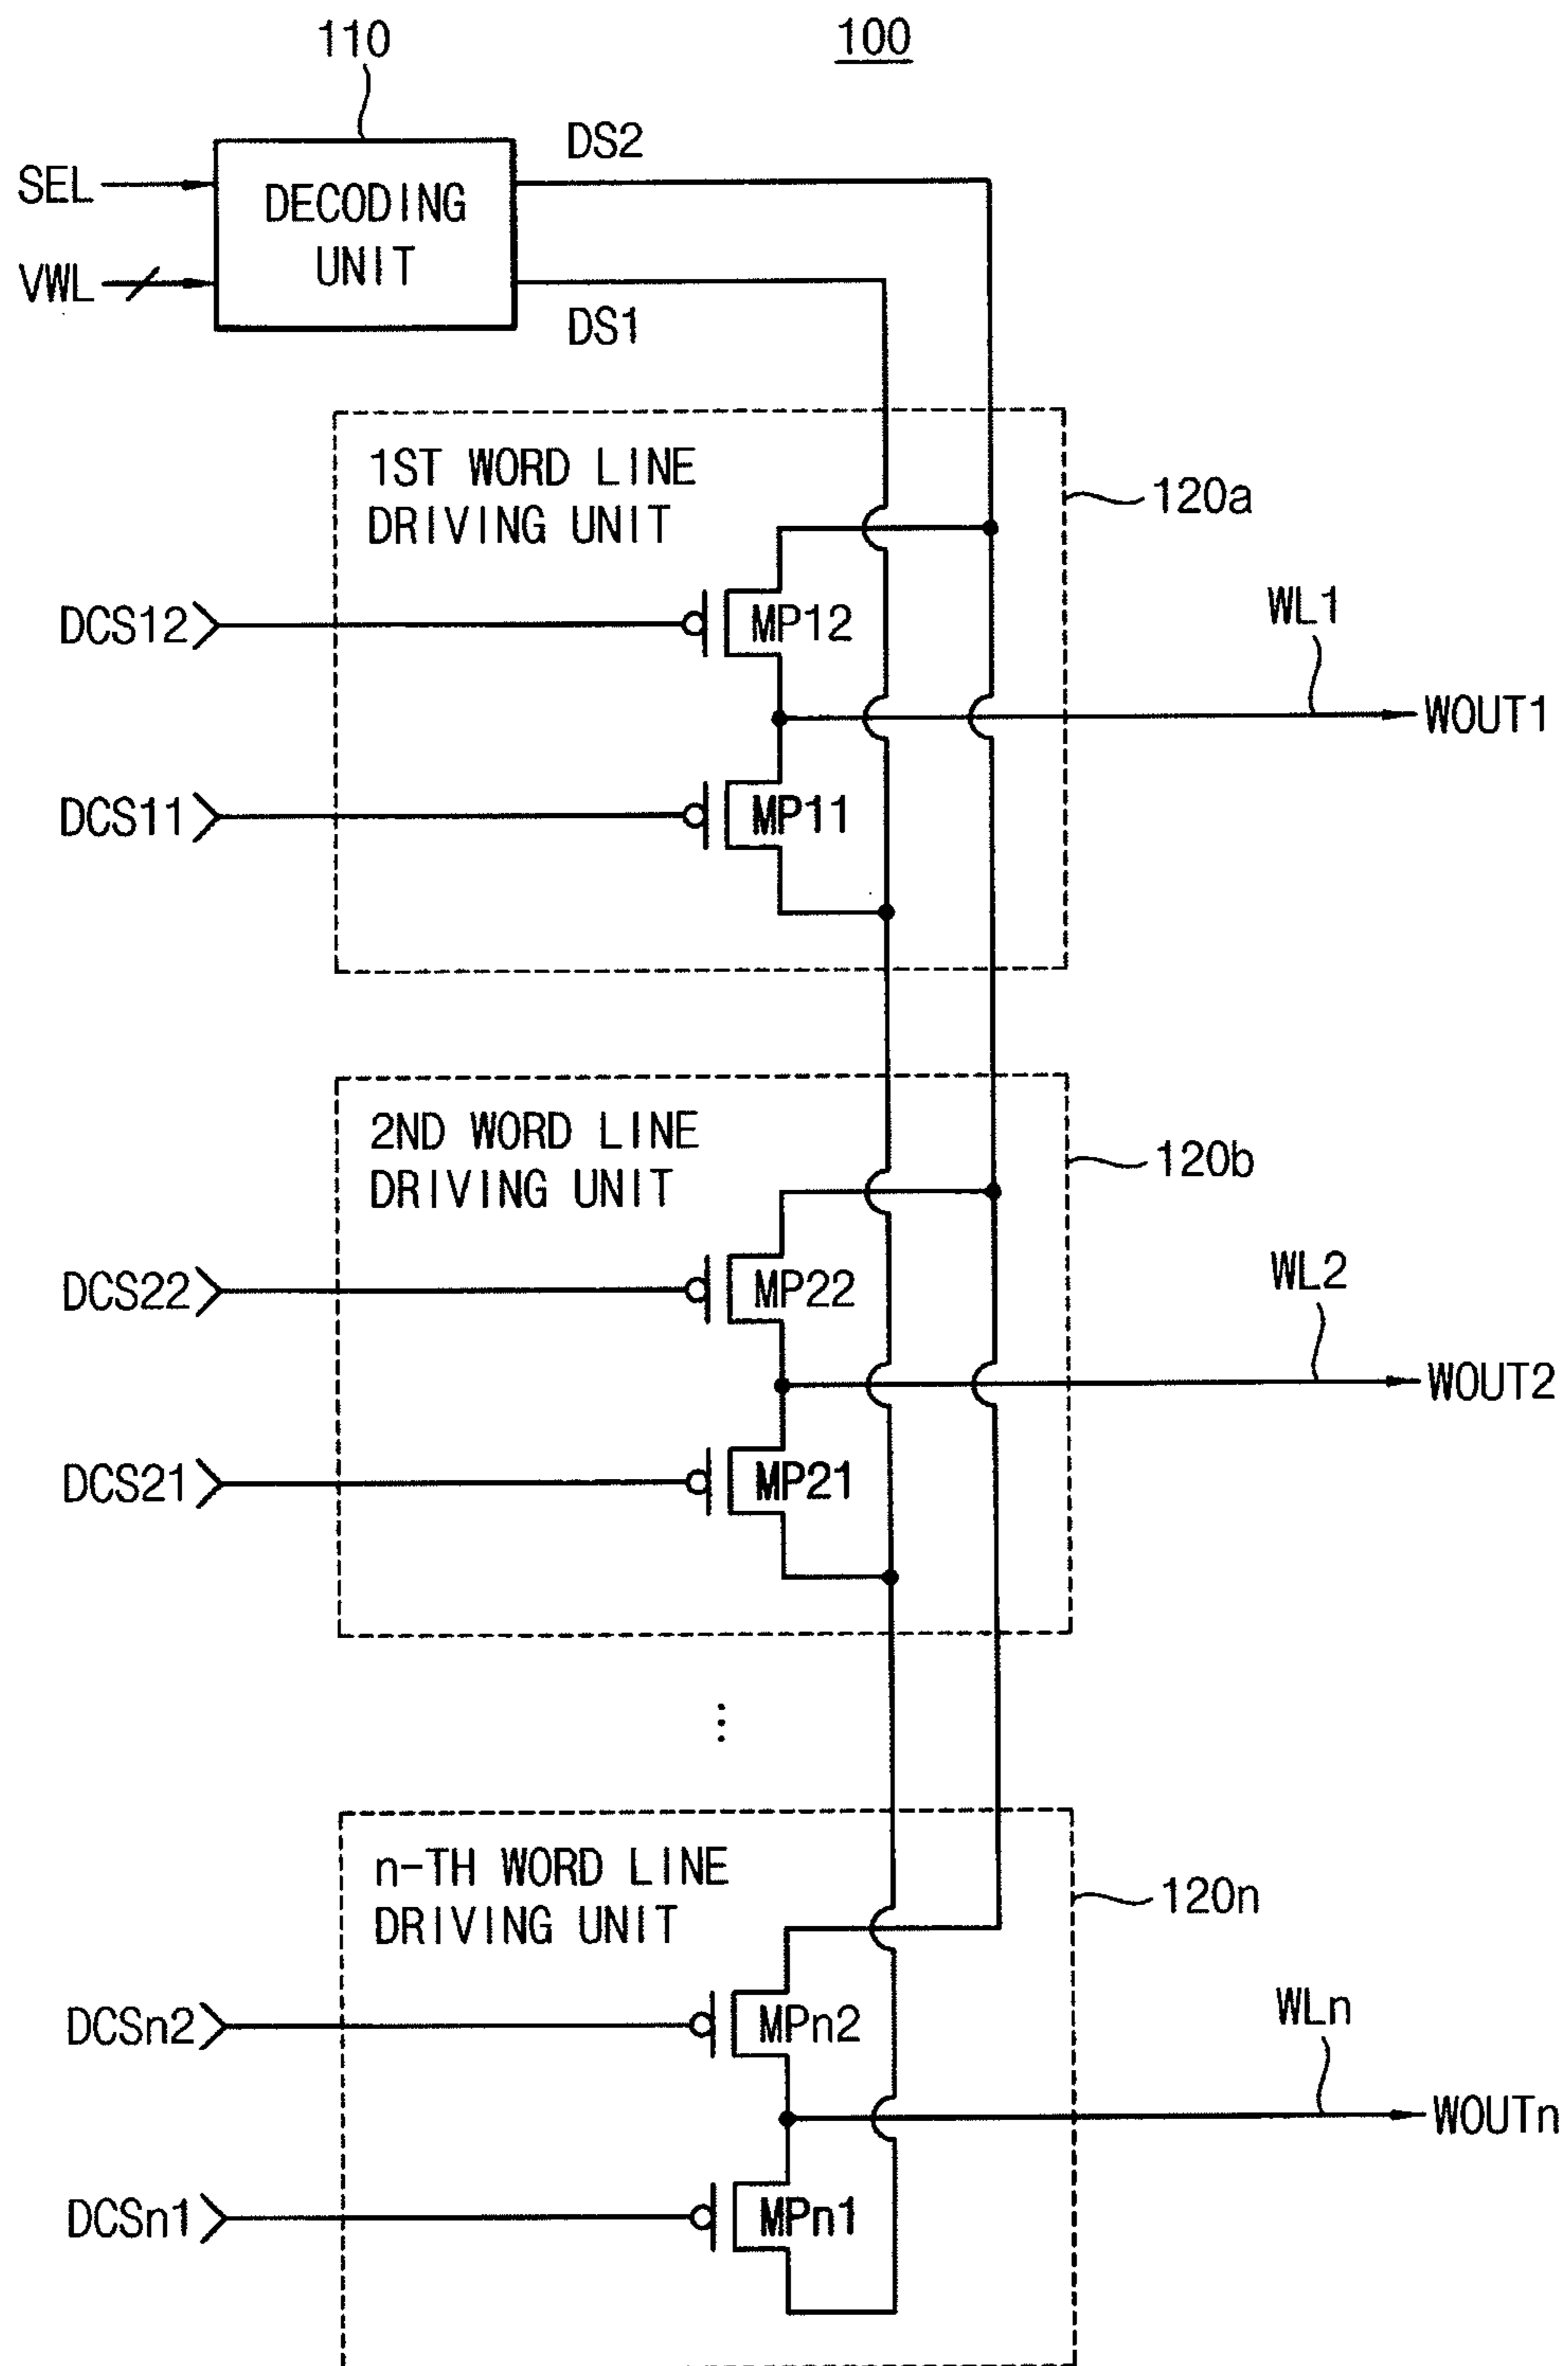 110
100
SEL
VWL
DECODING
UNIT
DS2
DS1
1ST WORD LINE
DRIVING UNIT
120a
DCS12
MP12
WL1
WOUT1
DCS11
MP11
2ND WORD LINE
DRIVING UNIT
120b
DCS22
MP22
WL2
WOUT2
DCS21
MP21
⋮
n-TH WORD LINE
DRIVING UNIT
120n
DCSn2
MPn2
WLn
WOUTn
DCSn1
MPn1